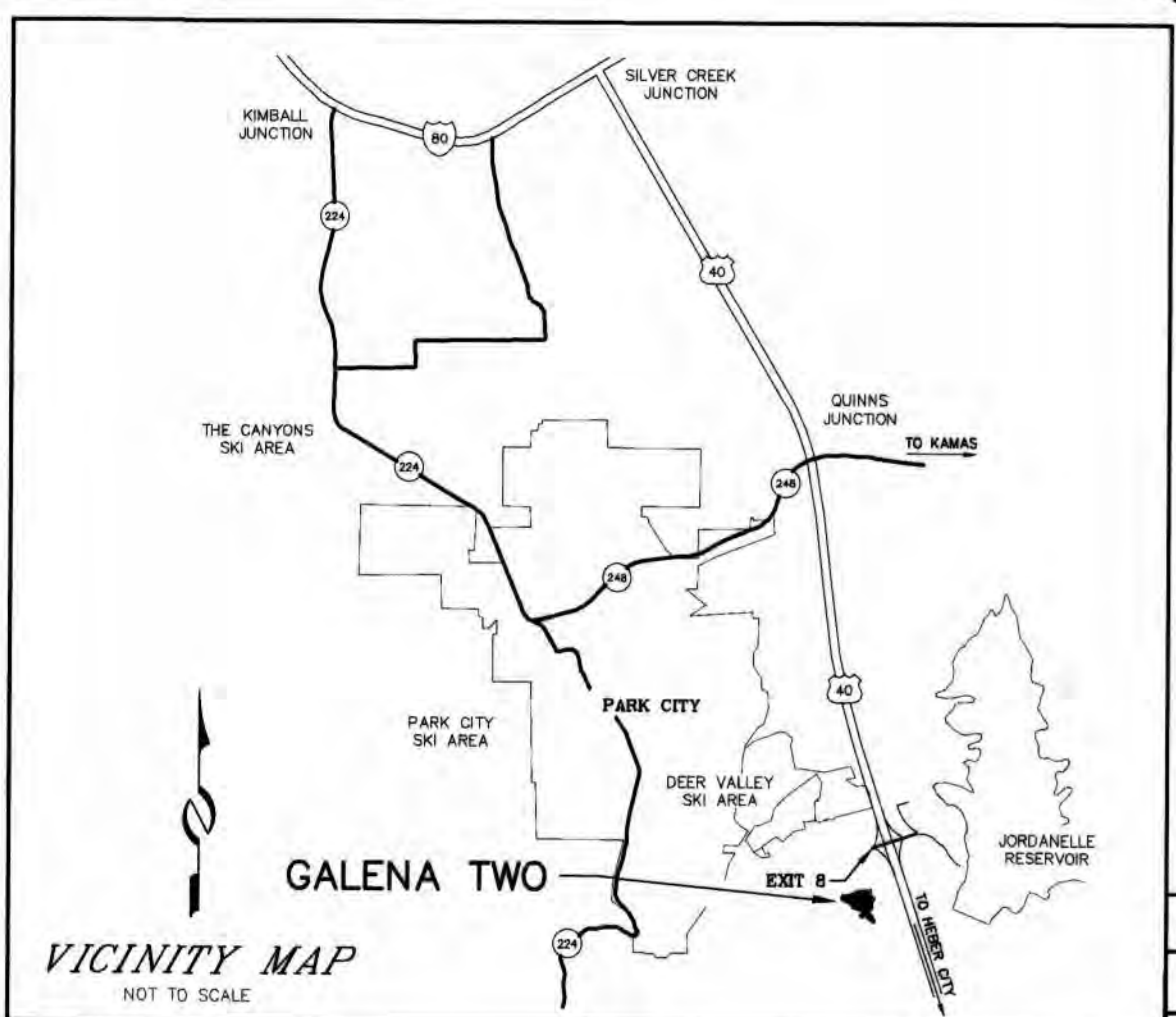 SILVER CREEK
JUNCTION
KIMBALL
JUNCTION
80
224
40
QUINNS
JUNCTION
TO KAMAS
THE CANYONS
SKI AREA
224
248
248
40
PARK CITY
PARK CITY
SKI AREA
DEER VALLEY
SKI AREA
JORDANELLE
RESERVOIR
GALENA TWO
EXIT 8
TO HEBER CITY
224
VICINITY MAP
NOT TO SCALE